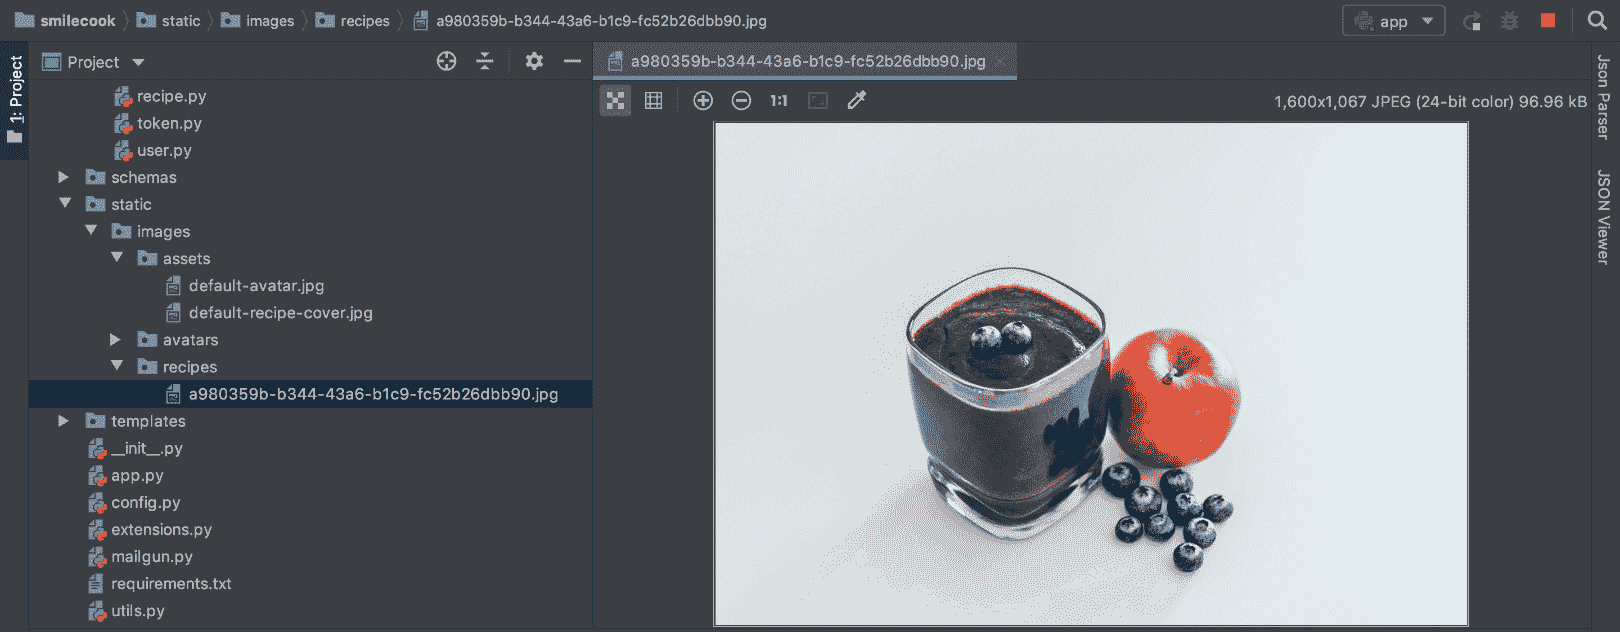 smilecook static images recipes a980359b-b344-43a6-b1c9-fc52b26dbb90.jpg app
1: Project
Project
a980359b-b344-43a6-b1c9-fc52b26dbb90.jpg
1:1
1,600x1,067 JPEG (24-bit color) 96.96 kB
recipe.py
token.py
user.py
schemas
static
images
assets
default-avatar.jpg
default-recipe-cover.jpg
avatars
recipes
a980359b-b344-43a6-b1c9-fc52b26dbb90.jpg
templates
__init__.py
app.py
config.py
extensions.py
mailgun.py
requirements.txt
utils.py
Json Parser
JSON Viewer